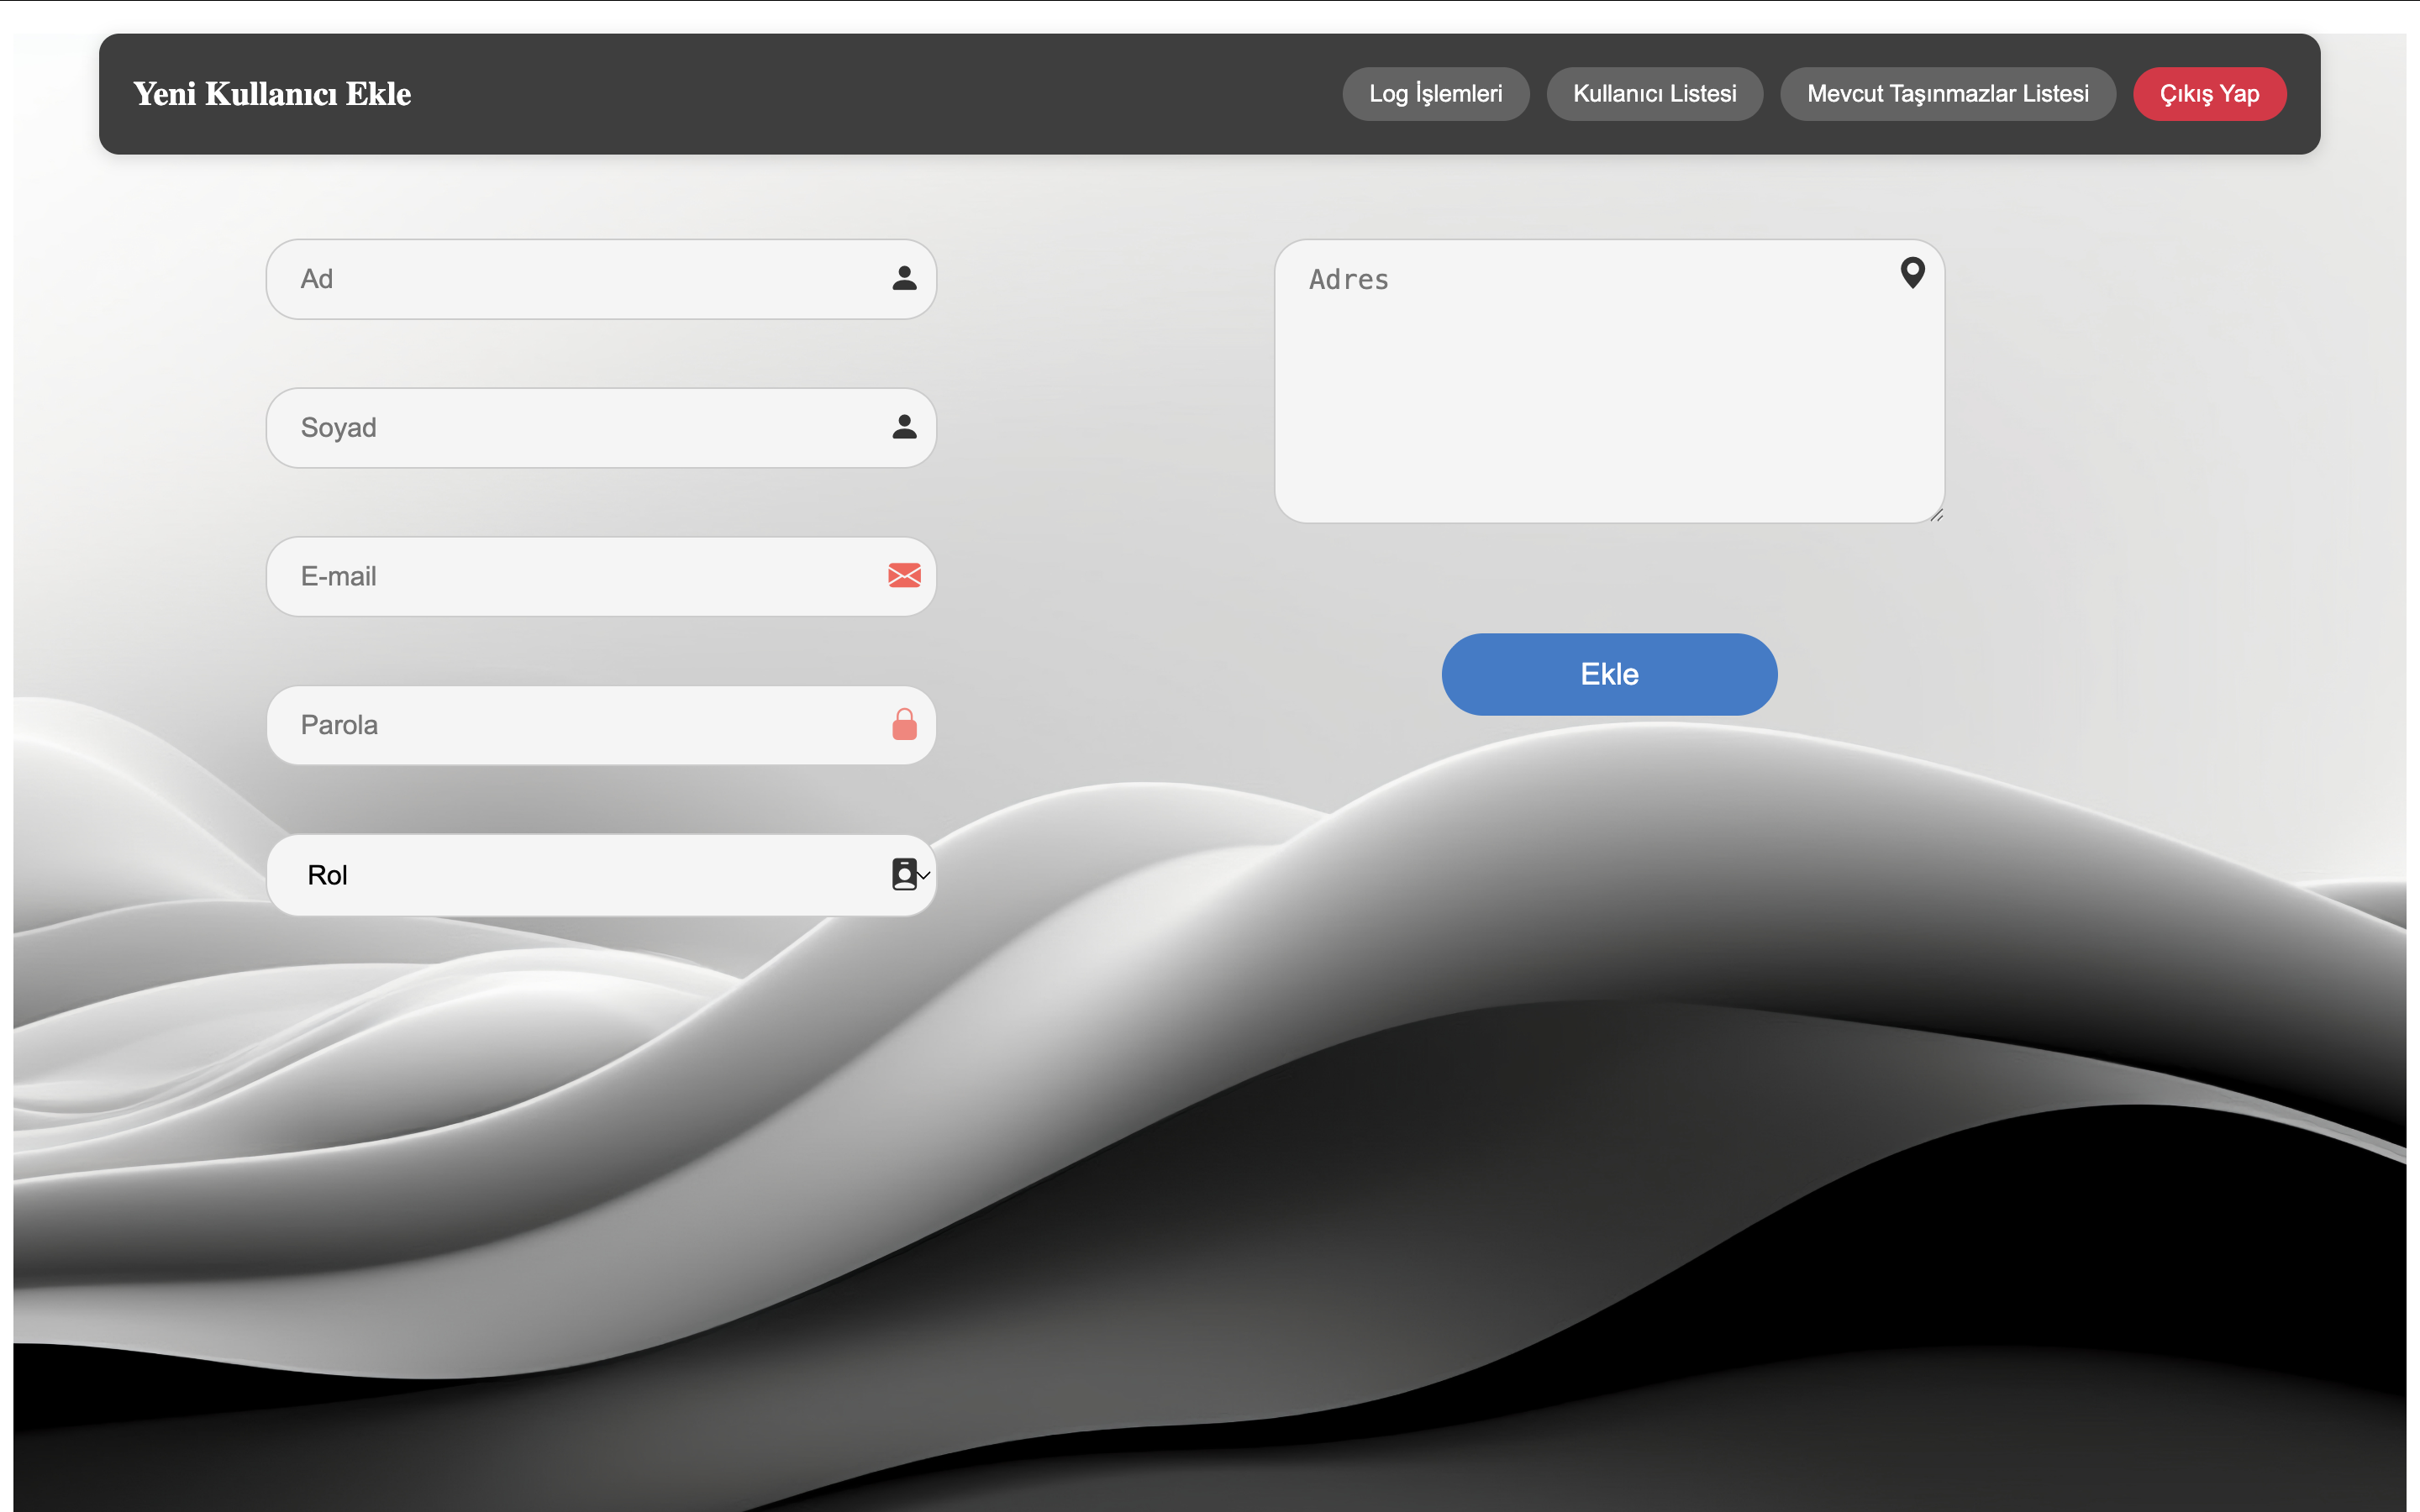 Yeni Kullanıcı Ekle
Log İşlemleri
Kullanıcı Listesi
Mevcut Taşınmazlar Listesi
Çıkış Yap
Ad
Soyad
E-mail
Parola
Rol
Adres
Ekle